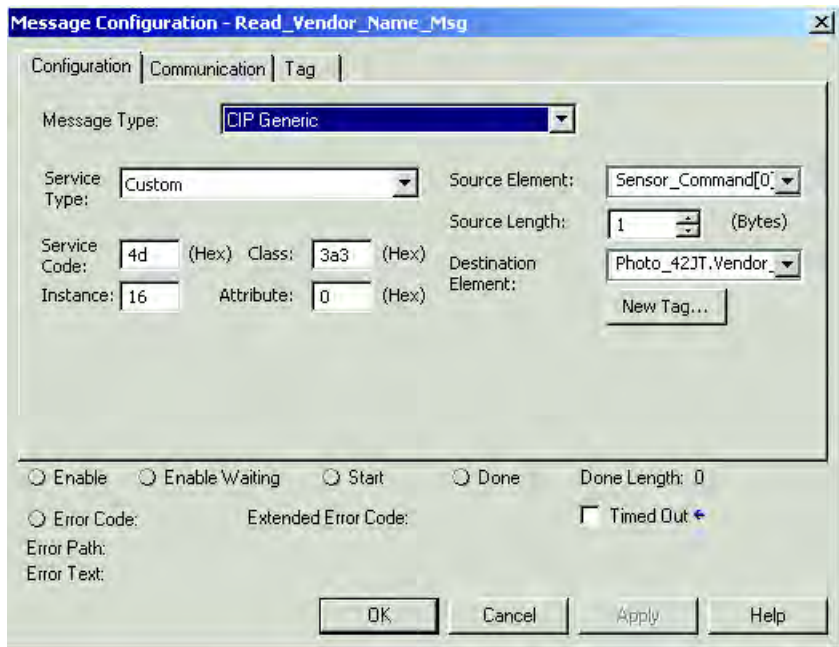 Message Configuration - Read_Vendor_Name_Msg
Configuration Communication Tag
Message Type: CIP Generic
Service Type: Custom
Source Element: Sensor_Command[0]
Source Length: 1 (Bytes)
Service Code: 4d (Hex) Class: 3a3 (Hex)
Destination Element: Photo_42JT.Vendor_
Instance: 16 Attribute: 0 (Hex)
New Tag...
Enable Enable Waiting Start Done Done Length: 0
Error Code: Extended Error Code: Timed Out
Error Path:
Error Text:
OK Cancel Apply Help